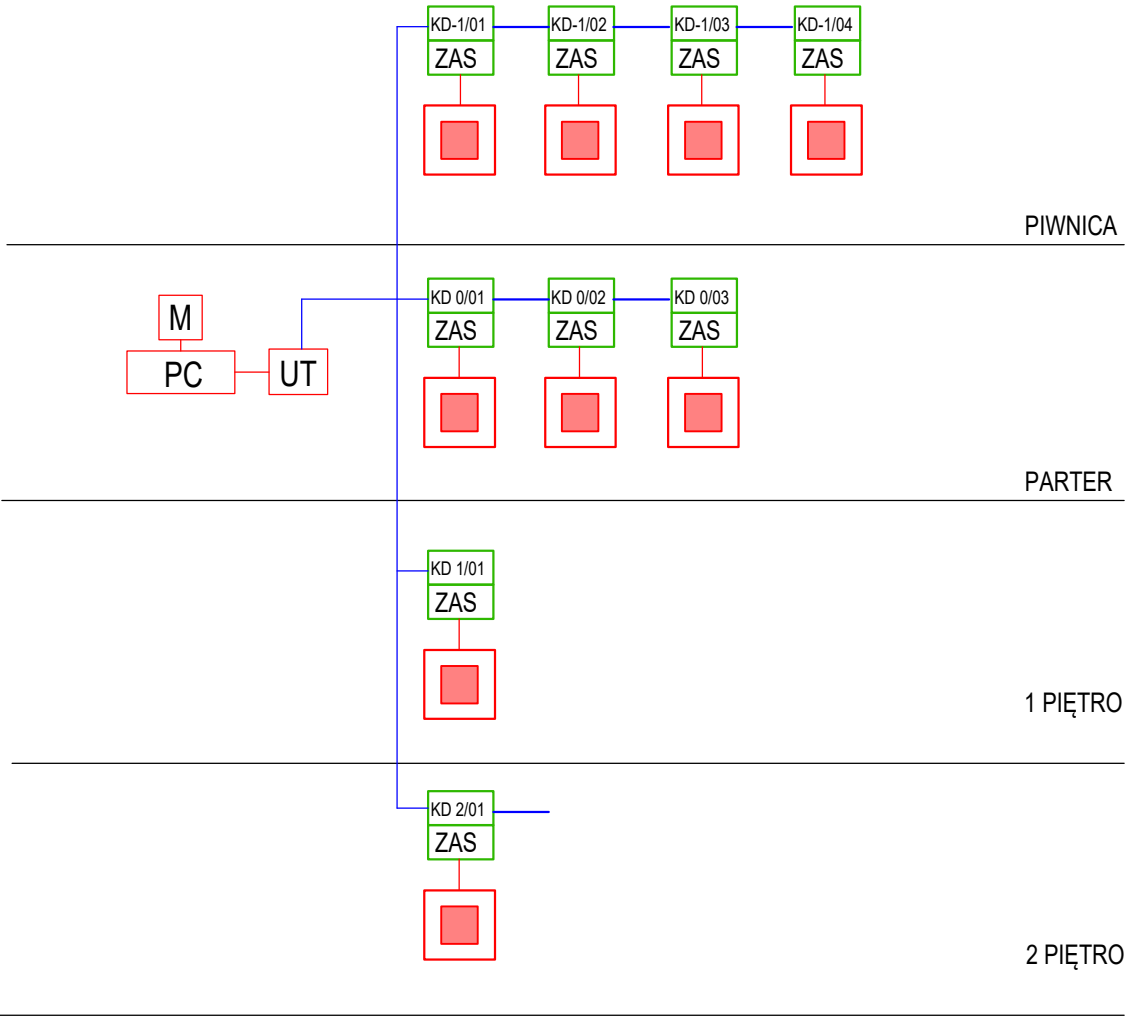 KD-1/01 KD-1/02 KD-1/03 KD-1/04
ZAS ZAS ZAS ZAS
PIWNICA
KD 0/01 KD 0/02 KD 0/03
ZAS ZAS ZAS
M
PC UT
PARTER
KD 1/01
ZAS
1 PIĘTRO
KD 2/01
ZAS
2 PIĘTRO